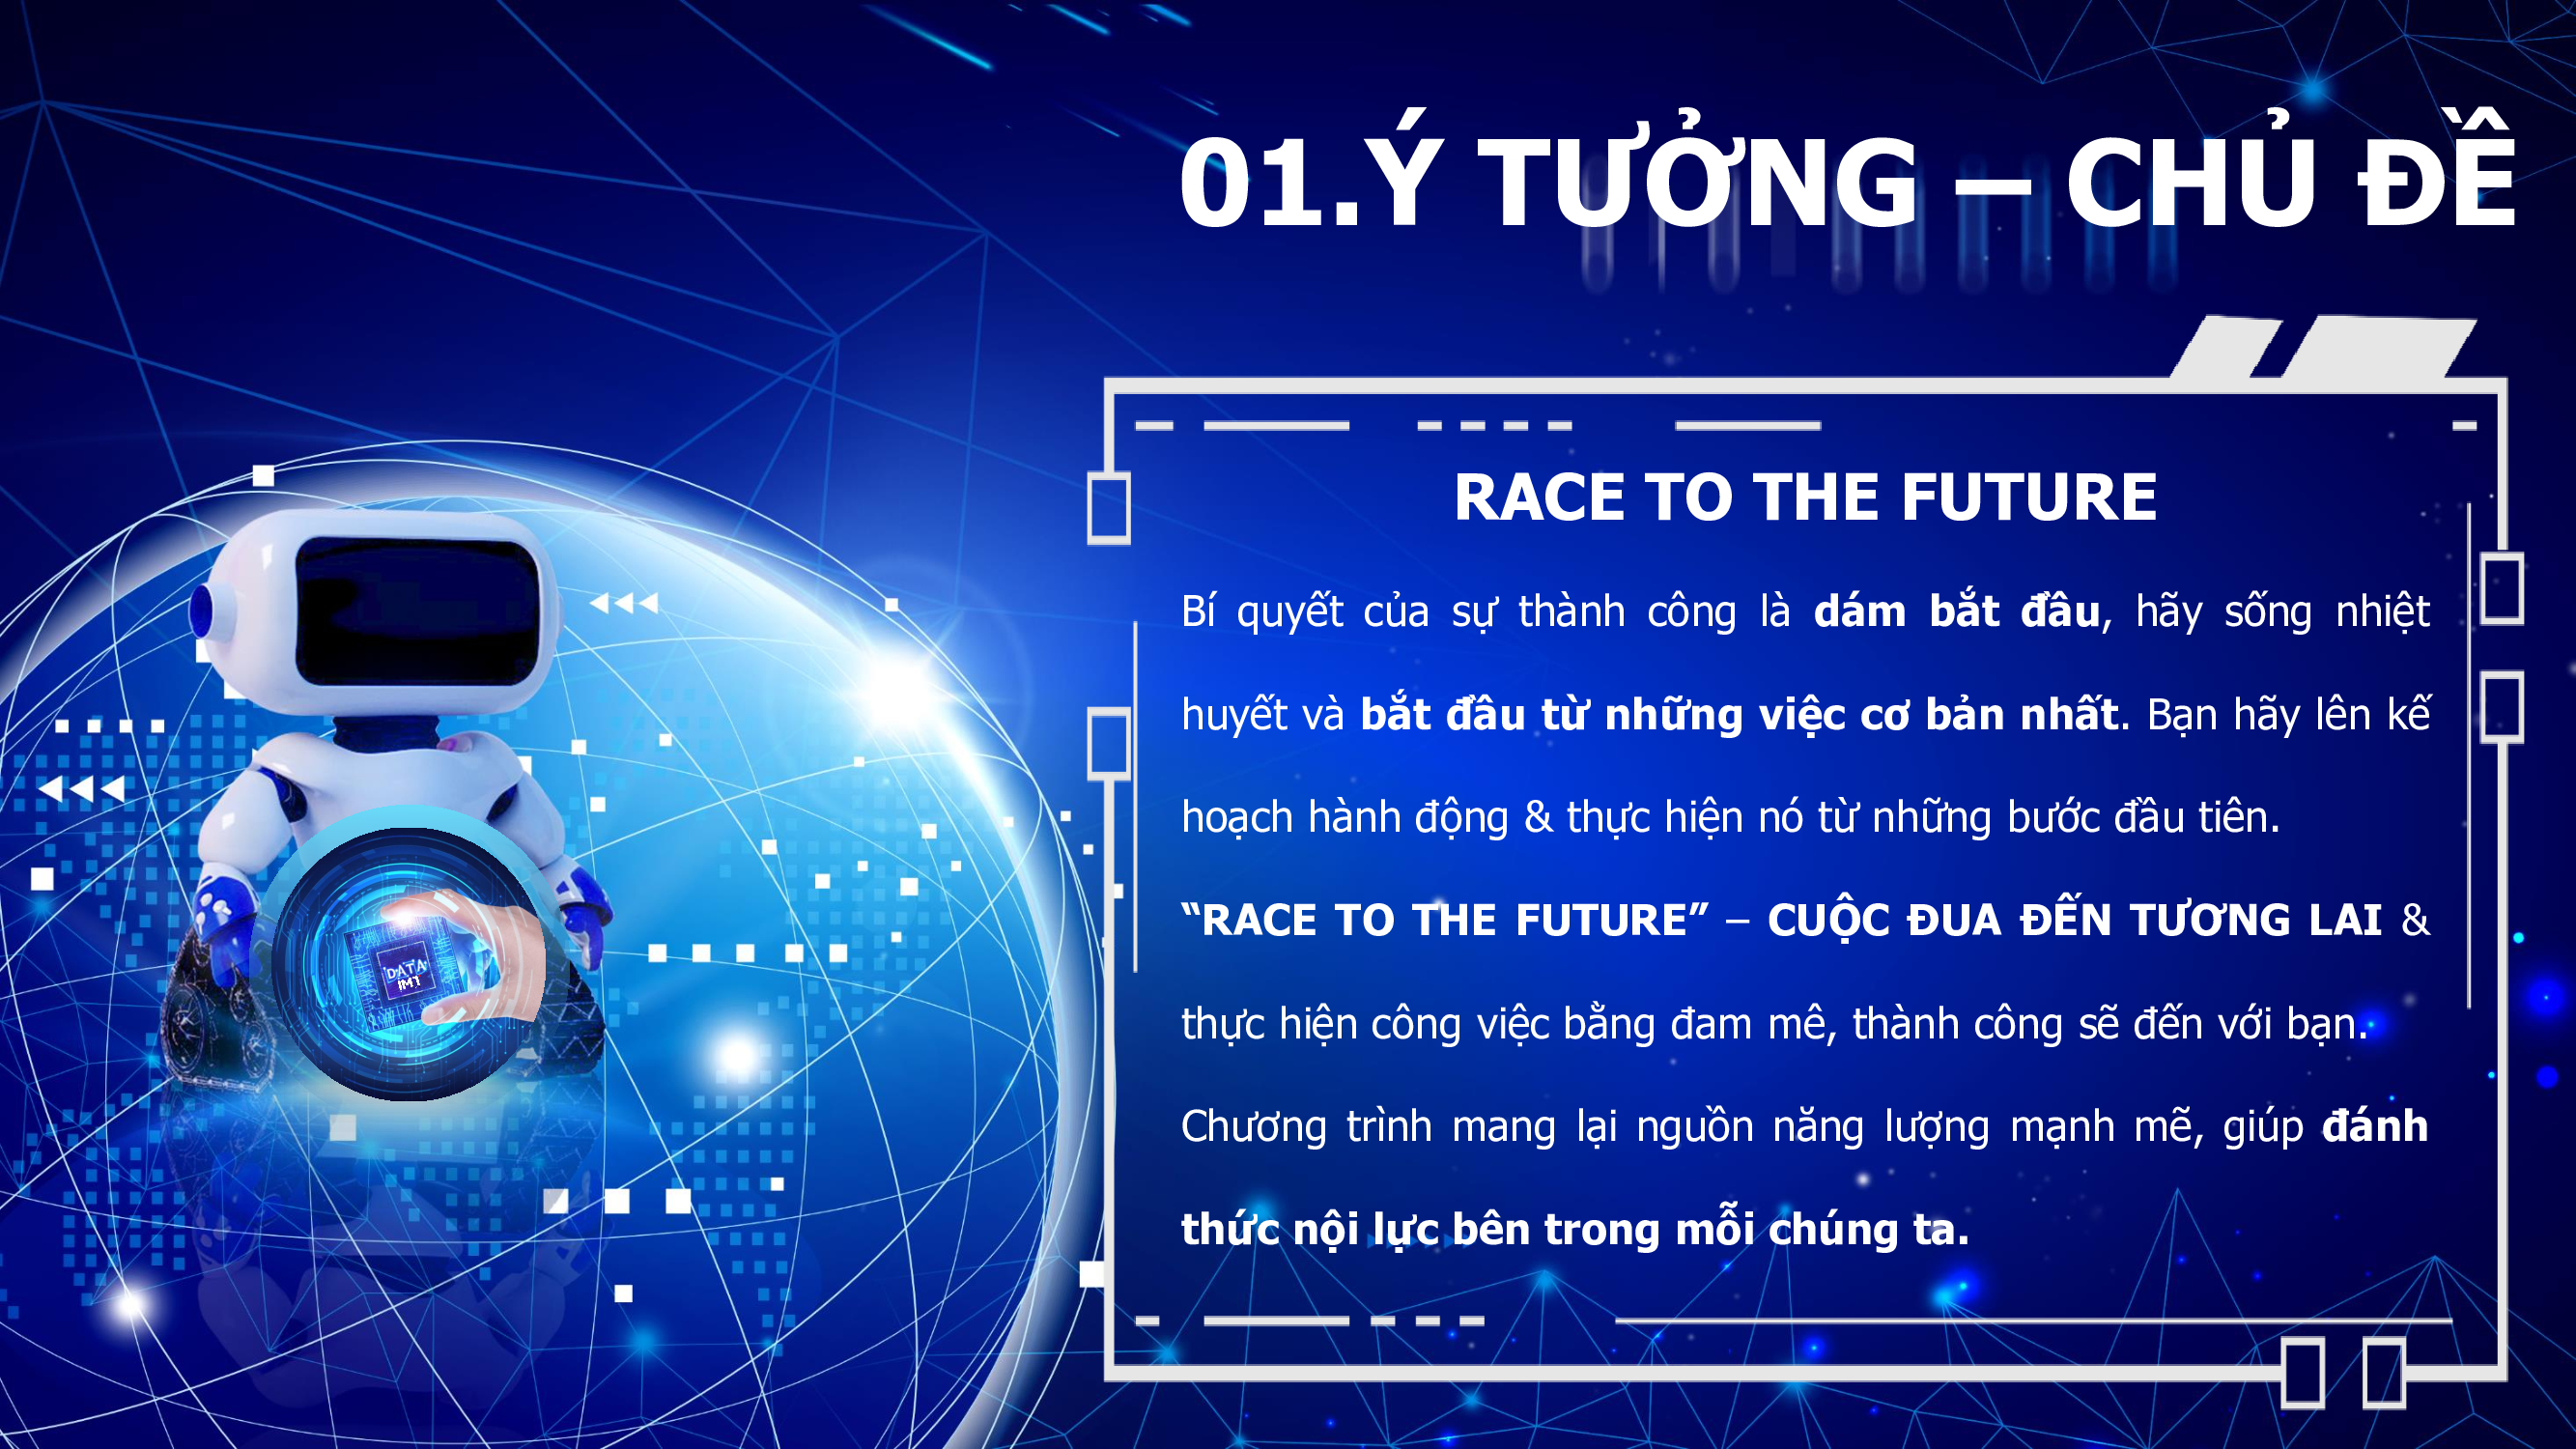 01.Ý TƯỞNG – CHỦ ĐỀ
RACE TO THE FUTURE
Bí quyết của sự thành công là dám bắt đầu, hãy sống nhiệt
huyết và bắt đầu từ những việc cơ bản nhất. Bạn hãy lên kế
hoạch hành động & thực hiện nó từ những bước đầu tiên.
“RACE TO THE FUTURE” – CUỘC ĐUA ĐẾN TƯƠNG LAI &
thực hiện công việc bằng đam mê, thành công sẽ đến với bạn.
Chương trình mang lại nguồn năng lượng mạnh mẽ, giúp đánh
thức nội lực bên trong mỗi chúng ta.
DATA
IMT